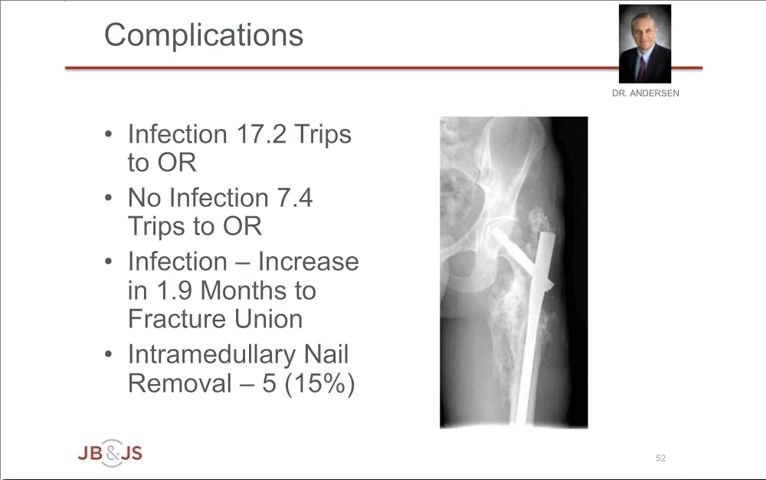 Complications
DR. ANDERSEN
• Infection 17.2 Trips
to OR
• No Infection 7.4
Trips to OR
• Infection – Increase
in 1.9 Months to
Fracture Union
• Intramedullary Nail
Removal – 5 (15%)
JB&JS
52